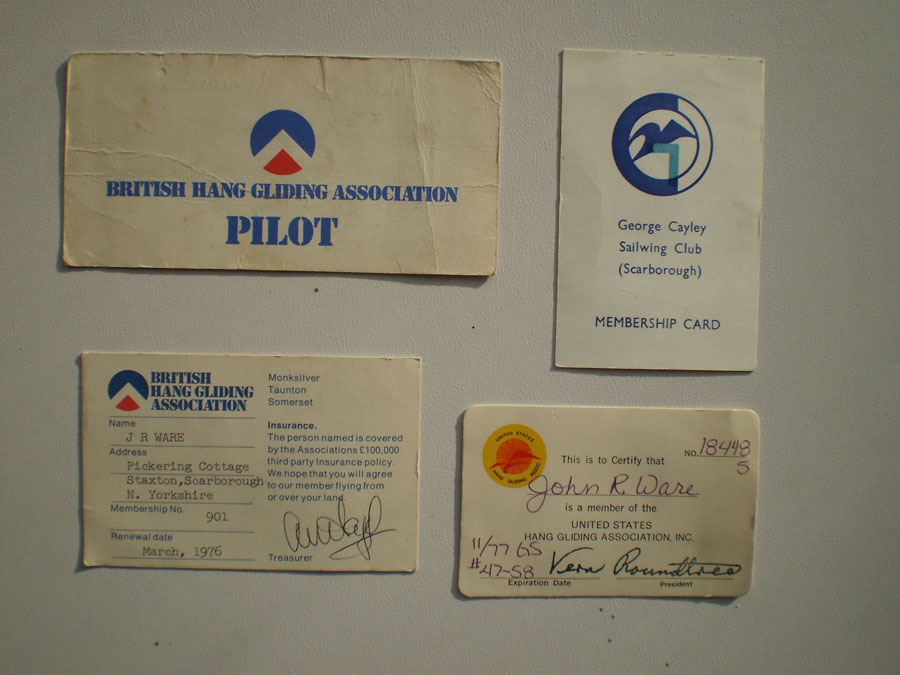 BRITISH HANG GLIDING ASSOCIATION
PILOT
George Cayley
Sailwing Club
(Scarborough)
MEMBERSHIP CARD
BRITISH
HANG GLIDING
ASSOCIATION
Name
J R WARE
Address
Pickering Cottage
Staxton,Scarborough
N. Yorkshire
Membership No.
901
Renewal date
March, 1976
Monksilver
Taunton
Somerset
Insurance.
The person named is covered
by the Associations £100,000
third party Insurance policy.
We hope that you will agree
to our member flying from
or over your land.
Treasurer
UNITED STATES
HANG GLIDING ASSOC
This is to Certify that
NO. 18448
S
John R. Ware
is a member of the
UNITED STATES
HANG GLIDING ASSOCIATION, INC.
11/77
#47-58 Vern Roundtree
Expiration Date President